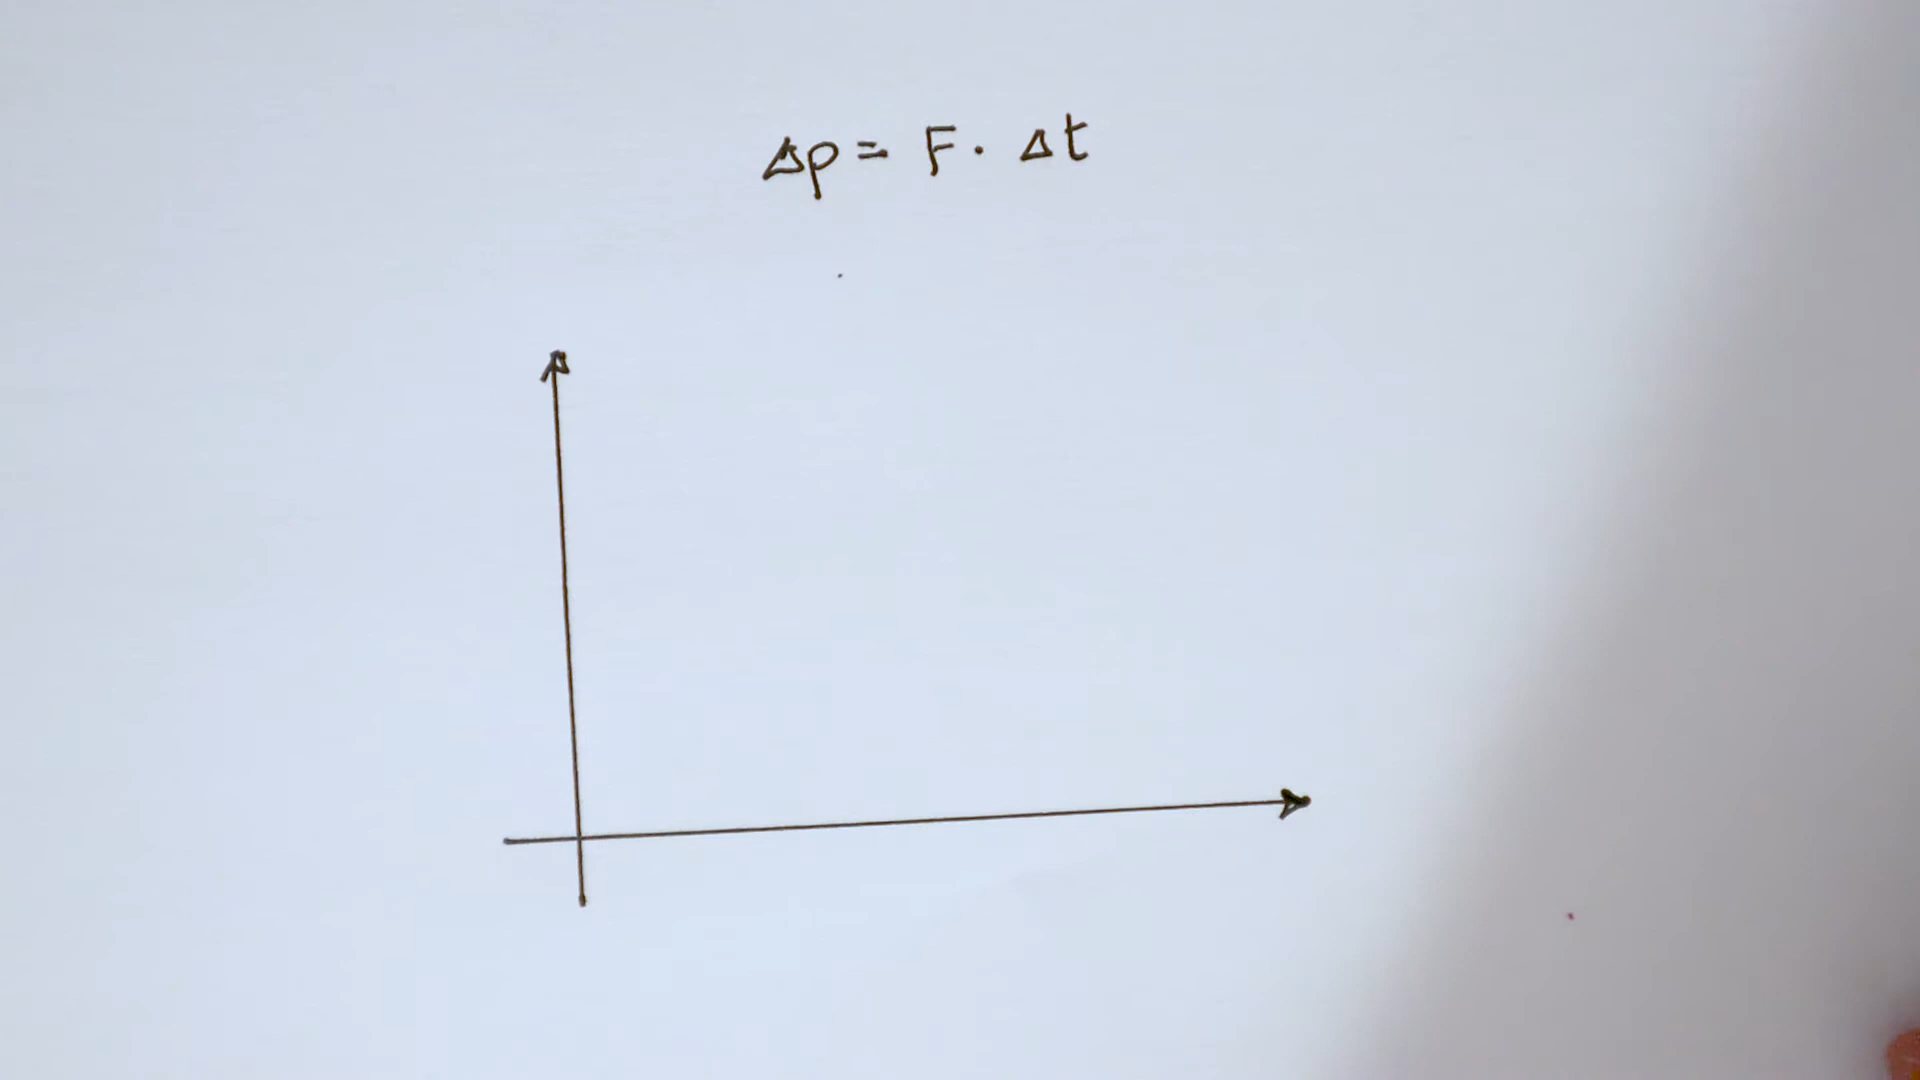 Δp = F · Δt